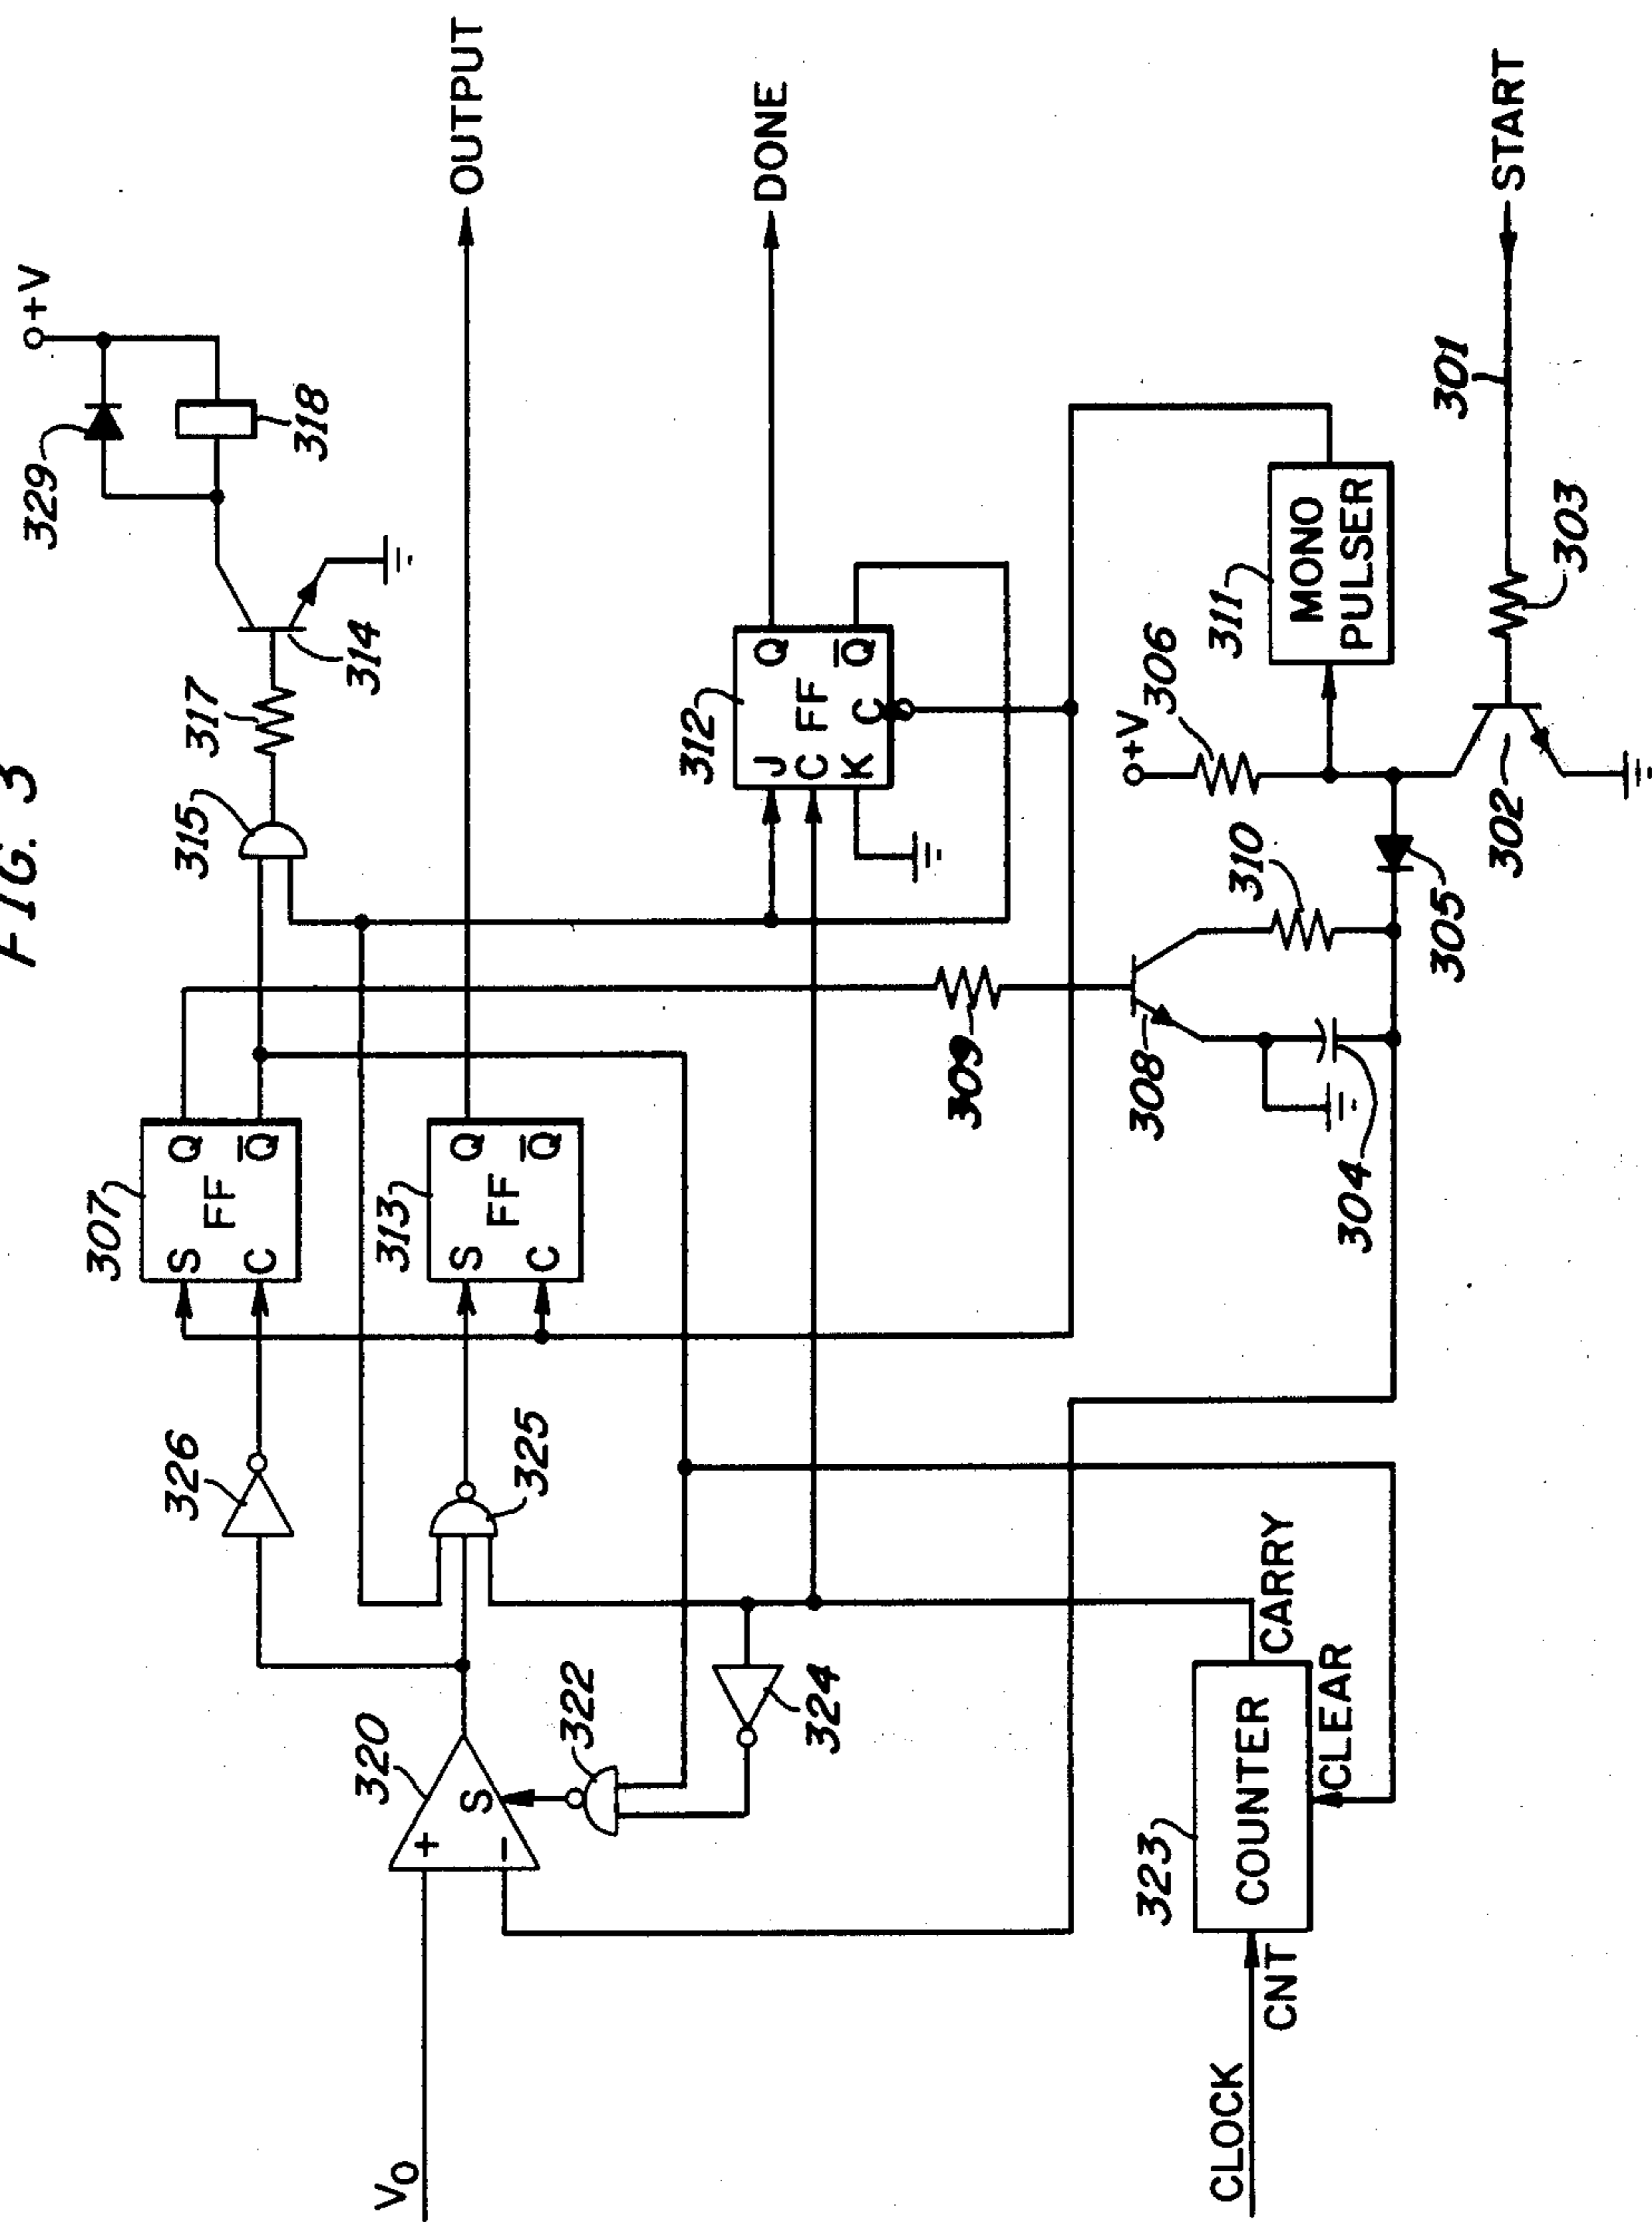 FIG. 3
+V
329
318
314
317
315
OUTPUT
307
S
C
FF
Q
Q̅
326
313
S
C
FF
Q
Q̅
325
DONE
312
J
C
K
FF
C
Q
Q̅
V₀
320
+
S
−
322
324
309
308
310
304
305
+V
306
311
MONO
PULSER
302
303
301
START
323
COUNTER
CARRY
CLEAR
CLOCK
CNT